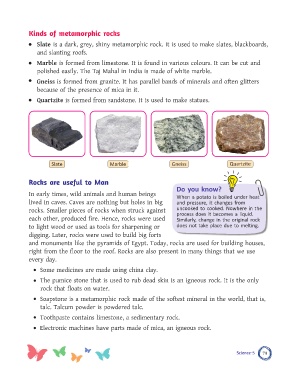 Kinds of metamorphic rocks
• Slate is a dark, grey, shiny metamorphic rock. It is used to make slates, blackboards,
and slanting roofs.
• Marble is formed from limestone. It is found in various colours. It can be cut and
polished easily. The Taj Mahal in India is made of white marble.
• Gneiss is formed from granite. It has parallel bands of minerals and often glitters
because of the presence of mica in it.
• Quartzite is formed from sandstone. It is used to make statues.
Slate
Marble
Gneiss
Quartzite
Rocks are useful to Man
In early times, wild animals and human beings
lived in caves. Caves are nothing but holes in big
rocks. Smaller pieces of rocks when struck against
each other, produced fire. Hence, rocks were used
to light wood or used as tools for sharpening or
digging. Later, rocks were used to build big forts
and monuments like the pyramids of Egypt. Today, rocks are used for building houses,
right from the floor to the roof. Rocks are also present in many things that we use
every day.
Do you know?
When a potato is boiled under heat
and pressure, it changes from
uncooked to cooked. Nowhere in the
process does it becomes a liquid.
Similarly, change in the original rock
does not take place due to melting.
• Some medicines are made using china clay.
• The pumice stone that is used to rub dead skin is an igneous rock. It is the only
rock that floats on water.
• Soapstone is a metamorphic rock made of the softest mineral in the world, that is,
talc. Talcum powder is powdered talc.
• Toothpaste contains limestone, a sedimentary rock.
• Electronic machines have parts made of mica, an igneous rock.
Science-5